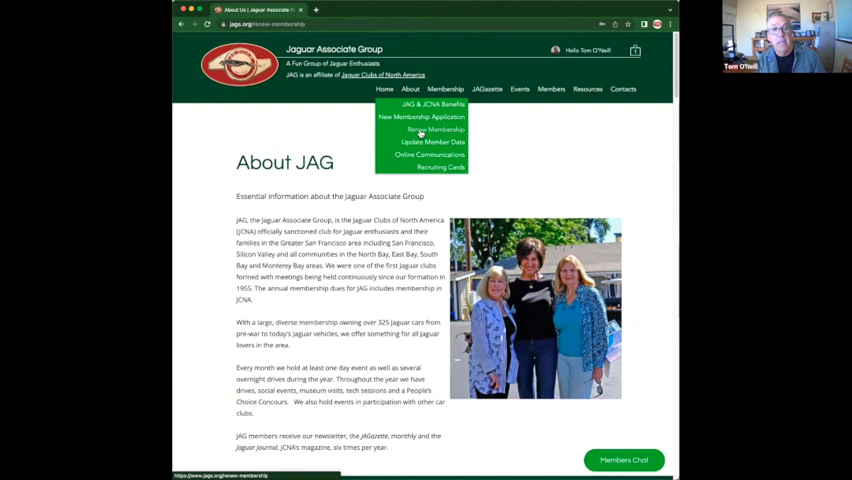 About Us | Jaguar Associate G
jags.org/renew-membership
Tom O'Neill
Jaguar Associate Group
Hello Tom O'Neill
1
A Fun Group of Jaguar Enthusiasts
JAG is an affiliate of Jaguar Clubs of North America
Home About Membership JAGazette Events Members Resources Contacts
JAG & JCNA Benefits
New Membership Application
Renew Membership
Update Member Data
Online Communications
Recruiting Cards
About JAG
Essential information about the Jaguar Associate Group
JAG, the Jaguar Associate Group, is the Jaguar Clubs of North America
(JCNA) officially sanctioned club for Jaguar enthusiasts and their
families in the Greater San Francisco area including San Francisco,
Silicon Valley and all communities in the North Bay, East Bay, South
Bay and Monterey Bay areas. We were one of the first Jaguar clubs
formed with meetings being held continuously since our formation in
1955. The annual membership dues for JAG includes membership in
JCNA.
With a large, diverse membership owning over 325 Jaguar cars from
pre-war to today's Jaguar vehicles, we offer something for all Jaguar
lovers in the area.
Every month we hold at least one day event as well as several
overnight drives during the year. Throughout the year we have
drives, social events, museum visits, tech sessions and a People's
Choice Concours. We also hold events in participation with other car
clubs.
JAG members receive our newsletter, the JAGazette, monthly and the
Jaguar Journal, JCNA's magazine, six times per year.
Members Chat
https://www.jags.org/renew-membership